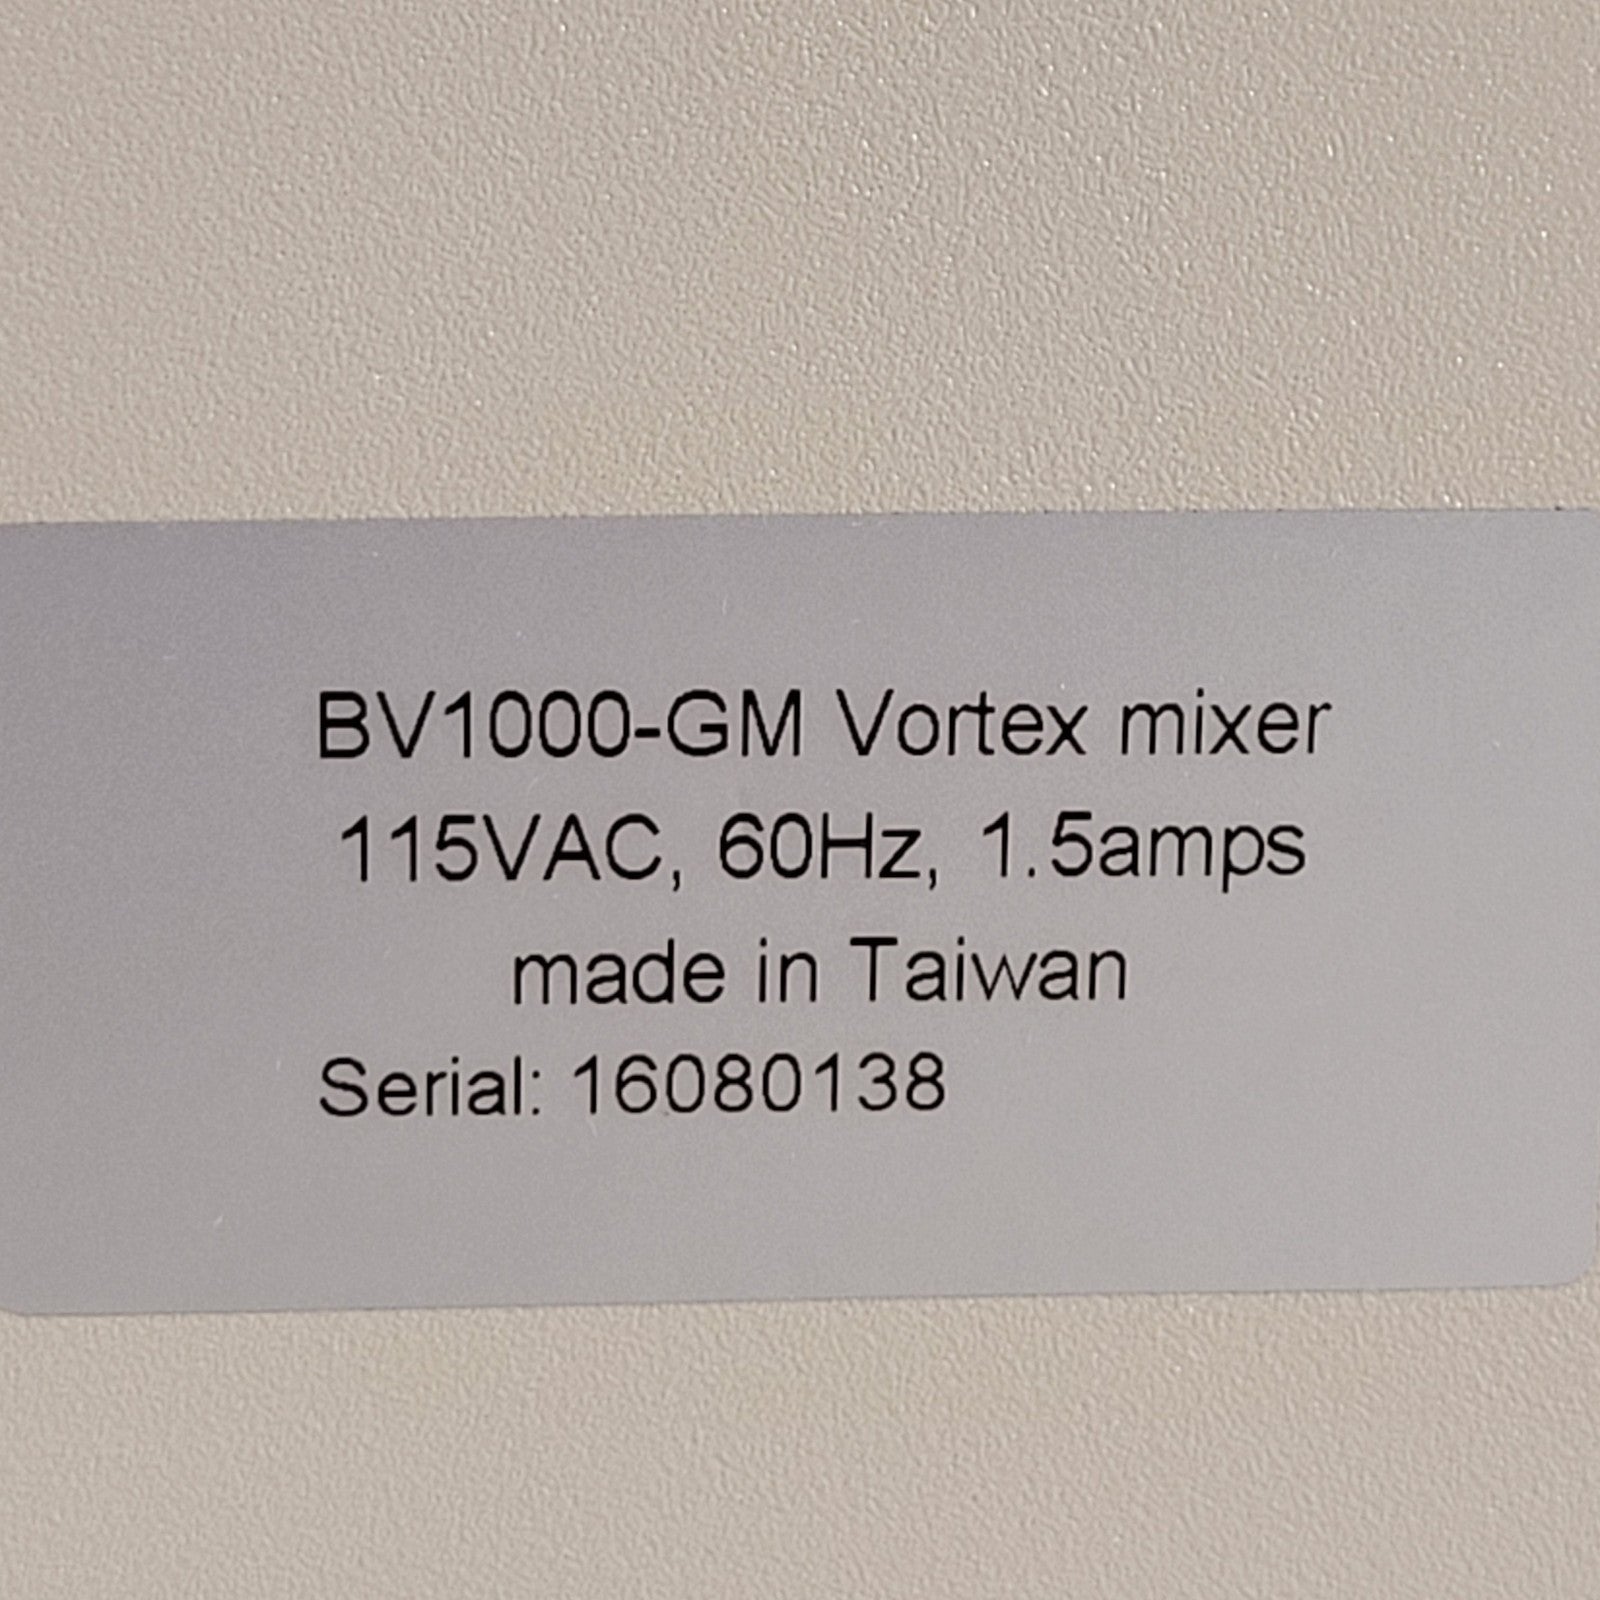 BV1000-GM Vortex mixer
115VAC, 60Hz, 1.5amps
made in Taiwan
Serial: 16080138